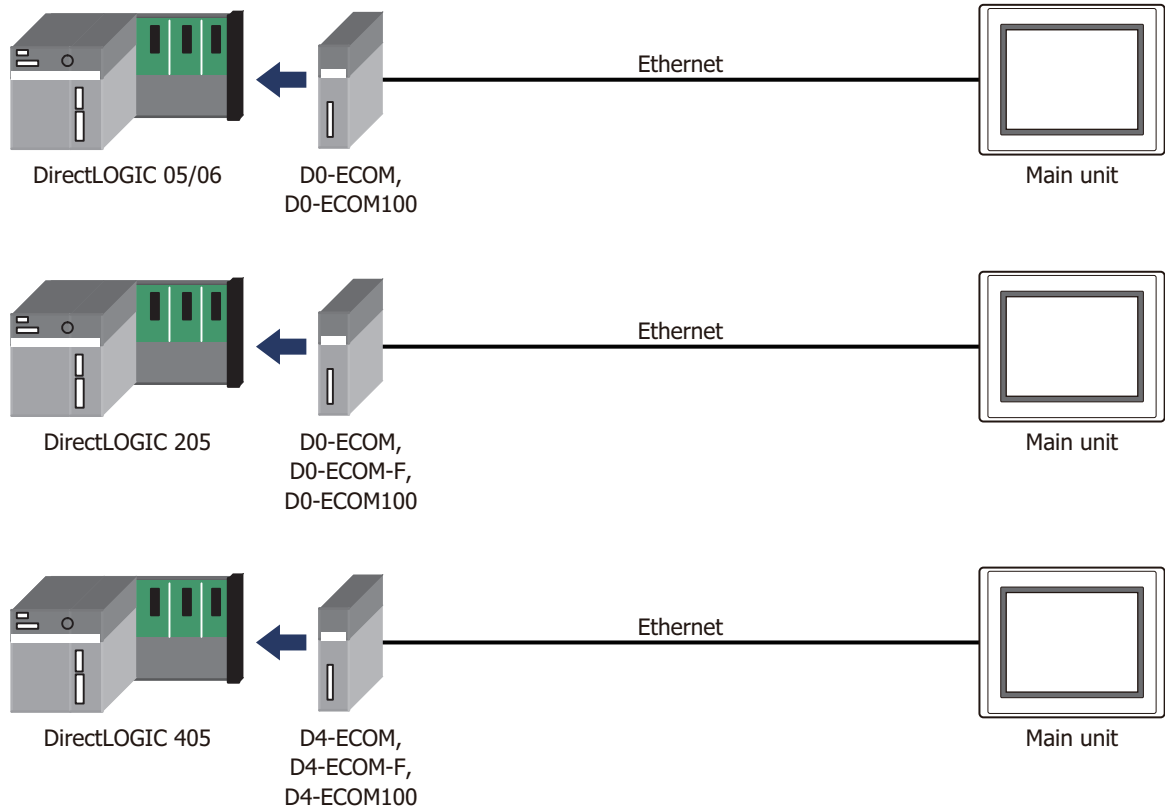 Ethernet
DirectLOGIC 05/06
D0-ECOM,
D0-ECOM100
Main unit
Ethernet
DirectLOGIC 205
D0-ECOM,
D0-ECOM-F,
D0-ECOM100
Main unit
Ethernet
DirectLOGIC 405
D4-ECOM,
D4-ECOM-F,
D4-ECOM100
Main unit